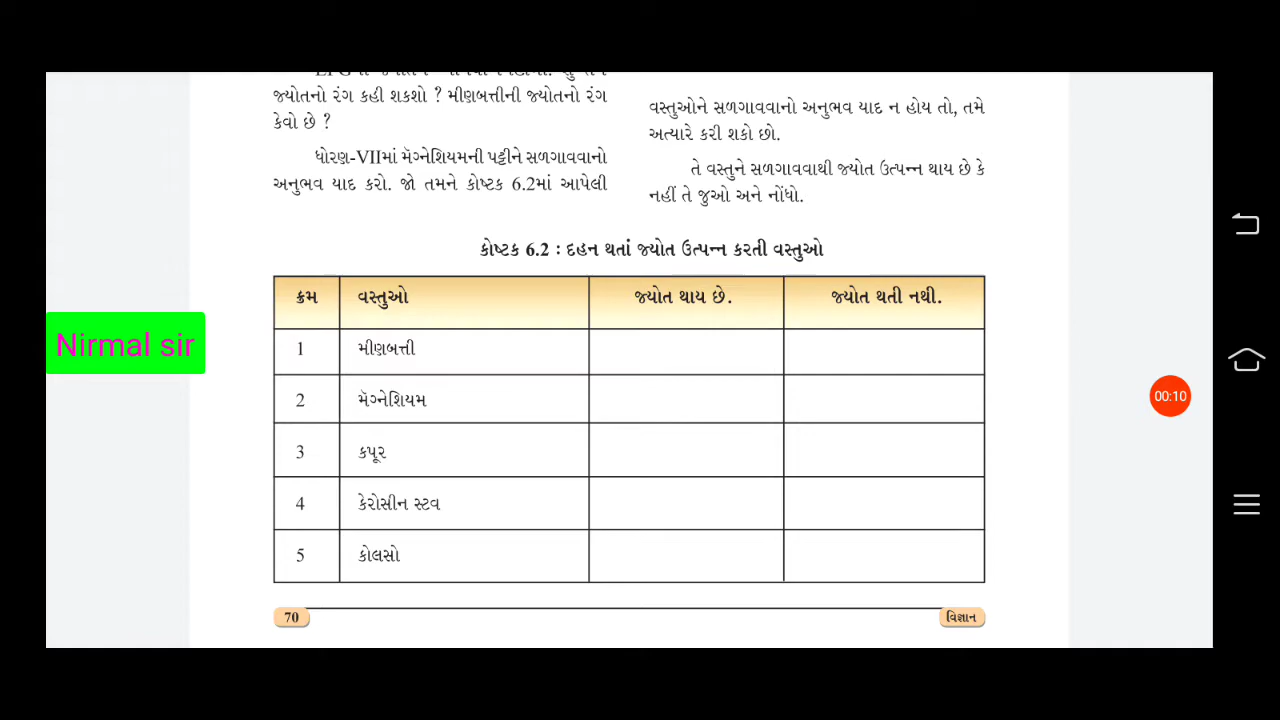 જ્યોતનો રંગ કહી શકશો ? મીણબત્તીની જ્યોતનો રંગ
કેવો છે ?
ધોરણ-VIIમાં મૅગ્નેશિયમની પટ્ટીને સળગાવવાનો
અનુભવ યાદ કરો. જો તમને કોષ્ટક 6.2માં આપેલી
વસ્તુઓને સળગાવવાનો અનુભવ યાદ ન હોય તો, તમે
અત્યારે કરી શકો છો.
તે વસ્તુને સળગાવવાથી જ્યોત ઉત્પન્ન થાય છે કે
નહીં તે જુઓ અને નોંધો.
કોષ્ટક 6.2 : દહન થતાં જ્યોત ઉત્પન્ન કરતી વસ્તુઓ
ક્રમ વસ્તુઓ જ્યોત થાય છે. જ્યોત થતી નથી.
1 મીણબત્તી
2 મૅગ્નેશિયમ
3 કપૂર
4 કેરોસીન સ્ટવ
5 કોલસો
70 વિજ્ઞાન
Nirmal sir
00:10